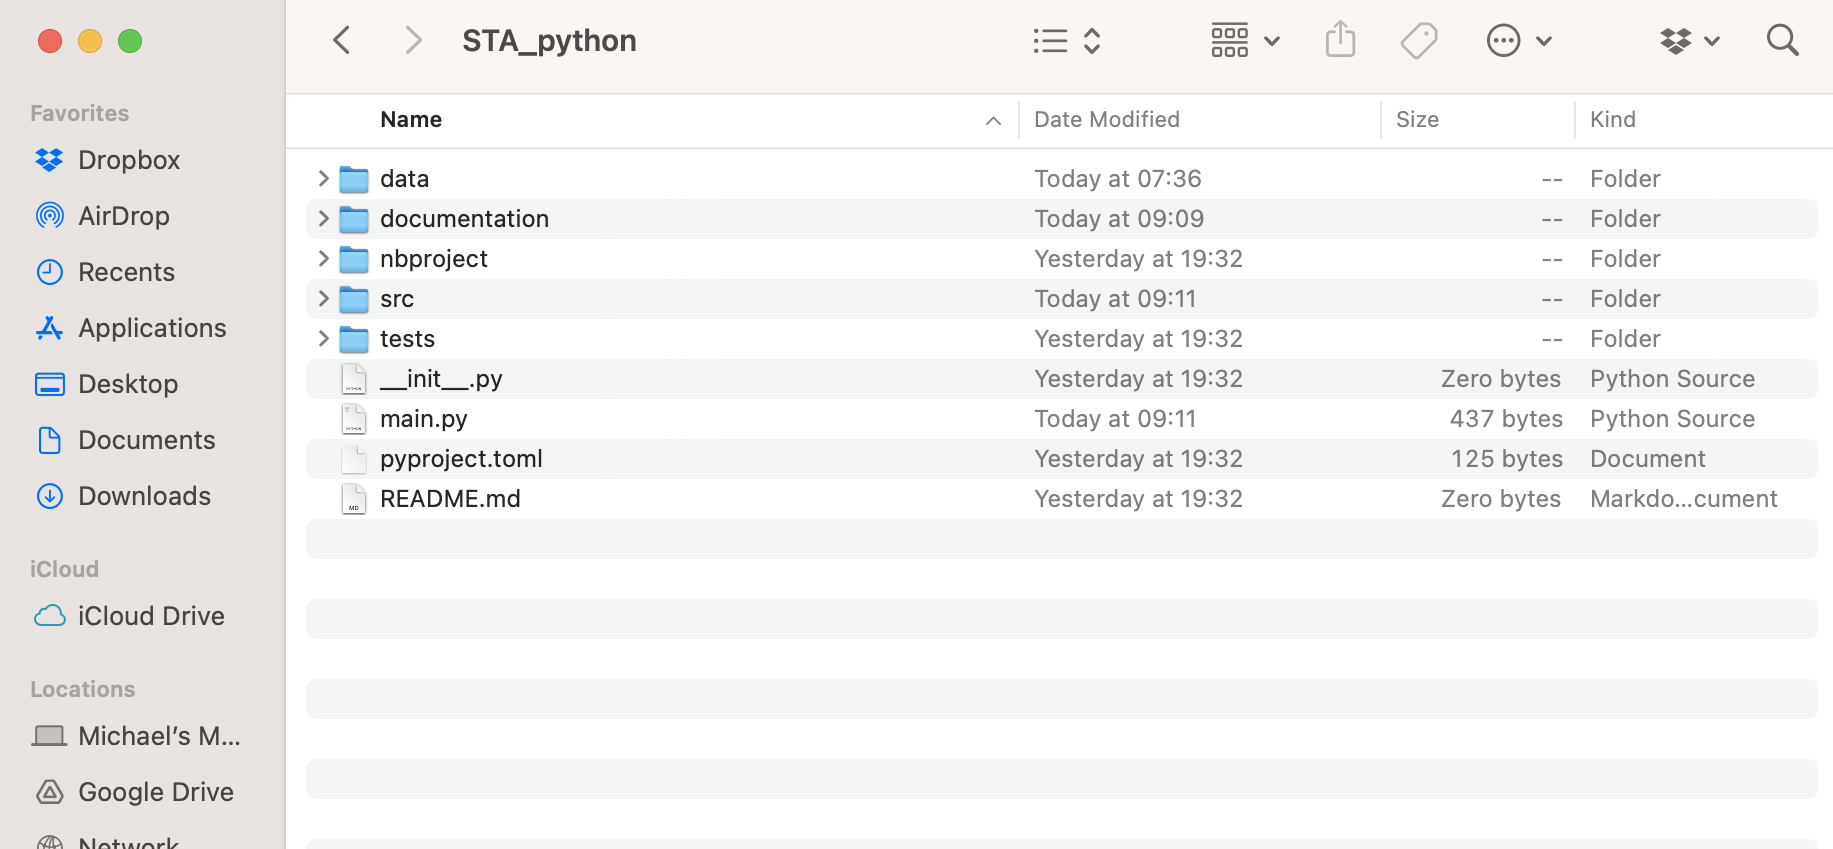 STA_python
Favorites
Dropbox
AirDrop
Recents
Applications
Desktop
Documents
Downloads
iCloud
iCloud Drive
Locations
Michael’s M...
Google Drive
Network
Name Date Modified Size Kind
data Today at 07:36 -- Folder
documentation Today at 09:09 -- Folder
nbproject Yesterday at 19:32 -- Folder
src Today at 09:11 -- Folder
tests Yesterday at 19:32 -- Folder
__init__.py Yesterday at 19:32 Zero bytes Python Source
main.py Today at 09:11 437 bytes Python Source
pyproject.toml Yesterday at 19:32 125 bytes Document
README.md Yesterday at 19:32 Zero bytes Markdo...cument